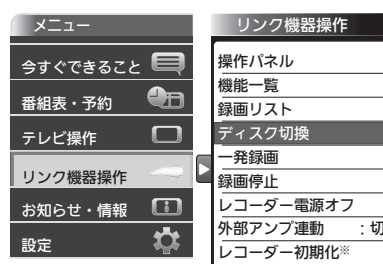 メニュー
今すぐできること
番組表・予約
テレビ操作
リンク機器操作
お知らせ・情報
設定
リンク機器操作
操作パネル
機能一覧
録画リスト
ディスク切換
一発録画
録画停止
レコーダー電源オフ
外部アンプ連動 ：切
レコーダー初期化※